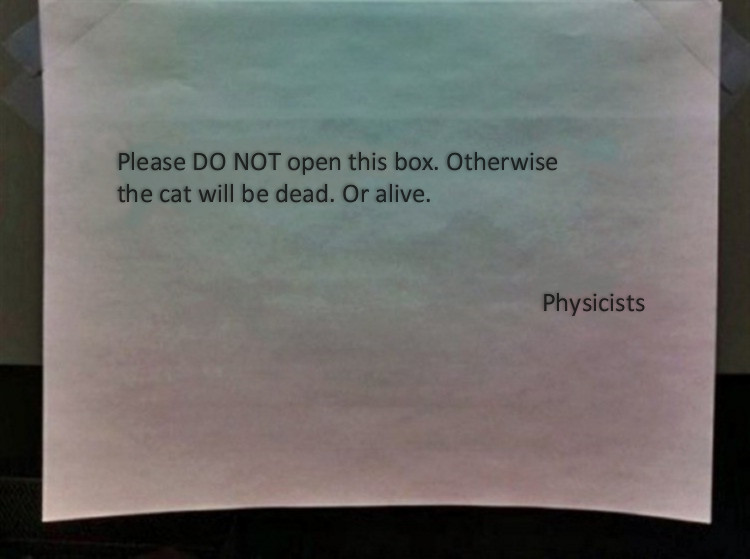 Please DO NOT open this box. Otherwise
the cat will be dead. Or alive.
Physicists